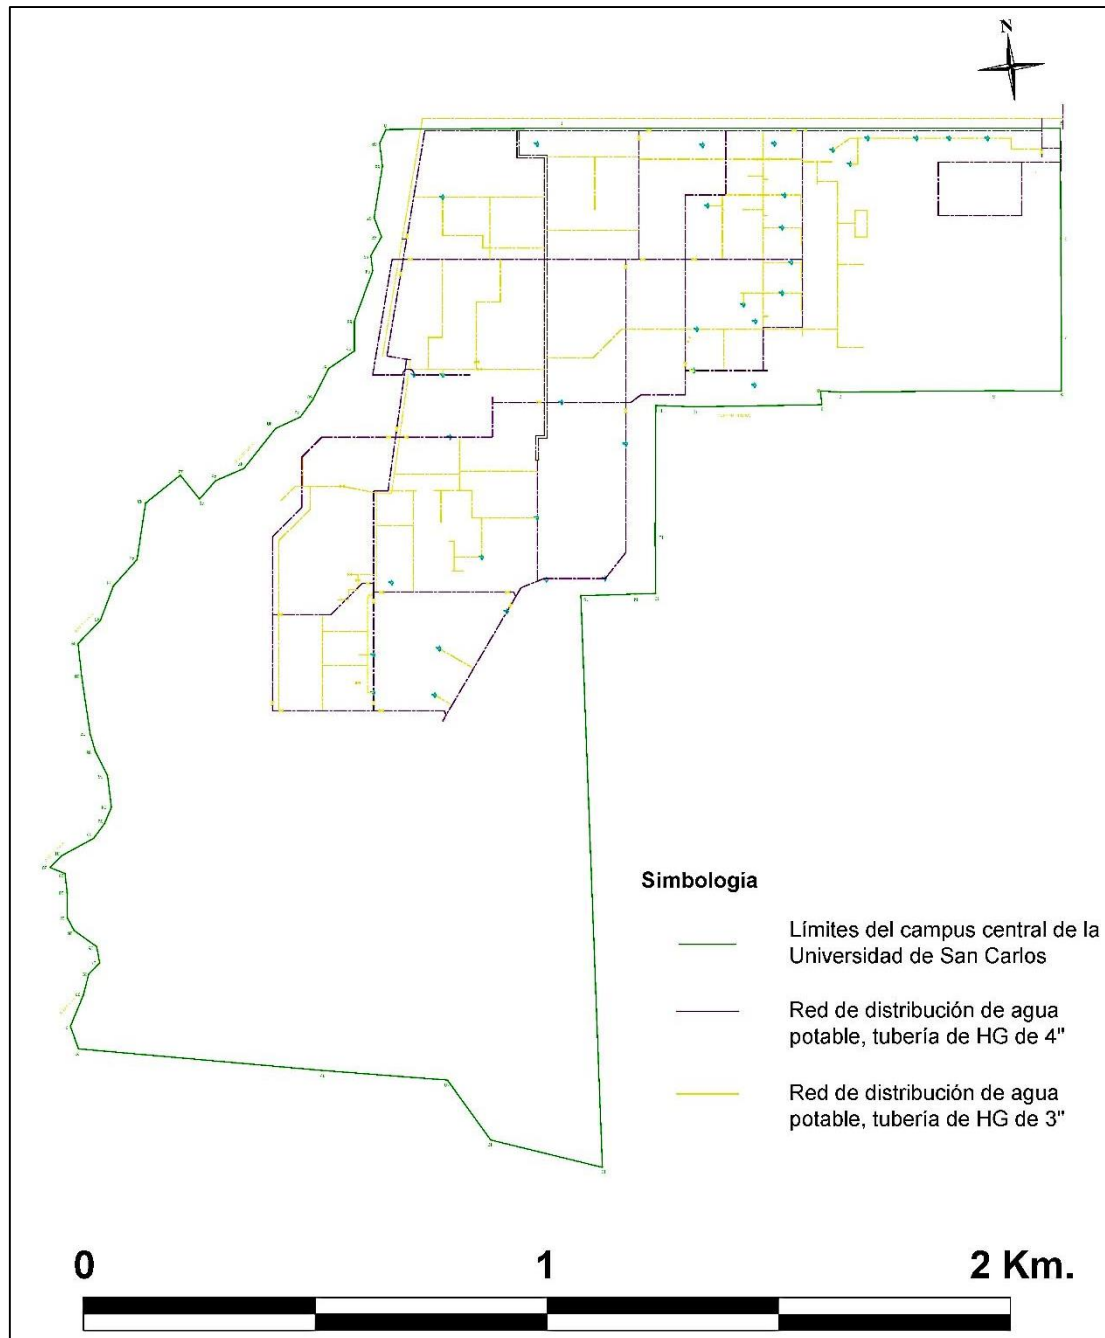 N
Simbología
Límites del campus central de la
Universidad de San Carlos
Red de distribución de agua
potable, tubería de HG de 4"
Red de distribución de agua
potable, tubería de HG de 3"
0 1 2 Km.